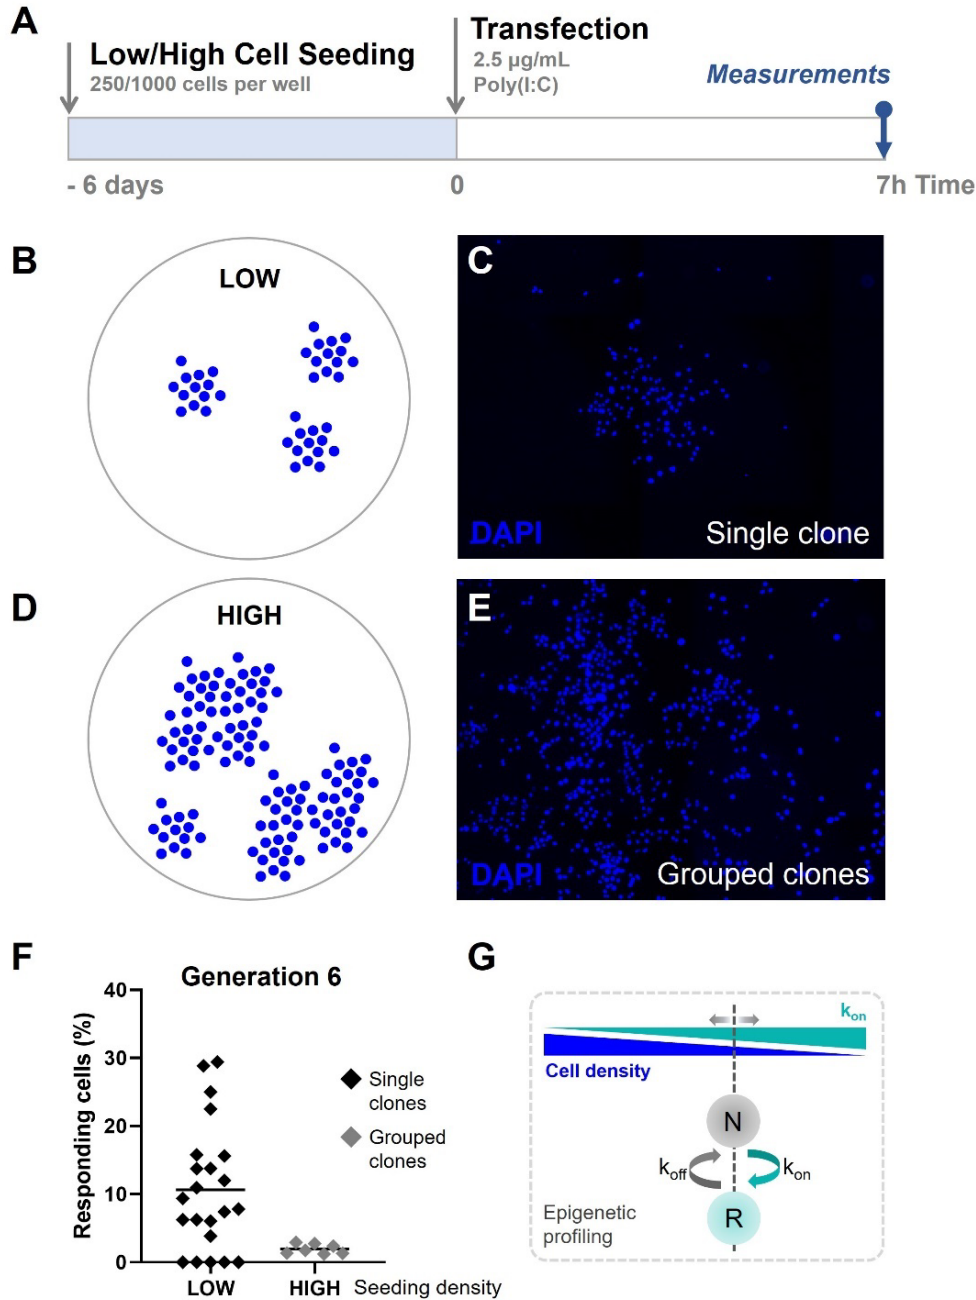 A
Low/High Cell Seeding
250/1000 cells per well
Transfection
2.5 µg/mL
Poly(I:C)
Measurements
- 6 days
0
7h Time
B
LOW
C
DAPI
Single clone
D
HIGH
E
DAPI
Grouped clones
F
Generation 6
Responding cells (%)
40
30
20
10
0
Single
clones
Grouped
clones
LOW
HIGH
Seeding density
G
kon
Cell density
N
koff
kon
R
Epigenetic
profiling